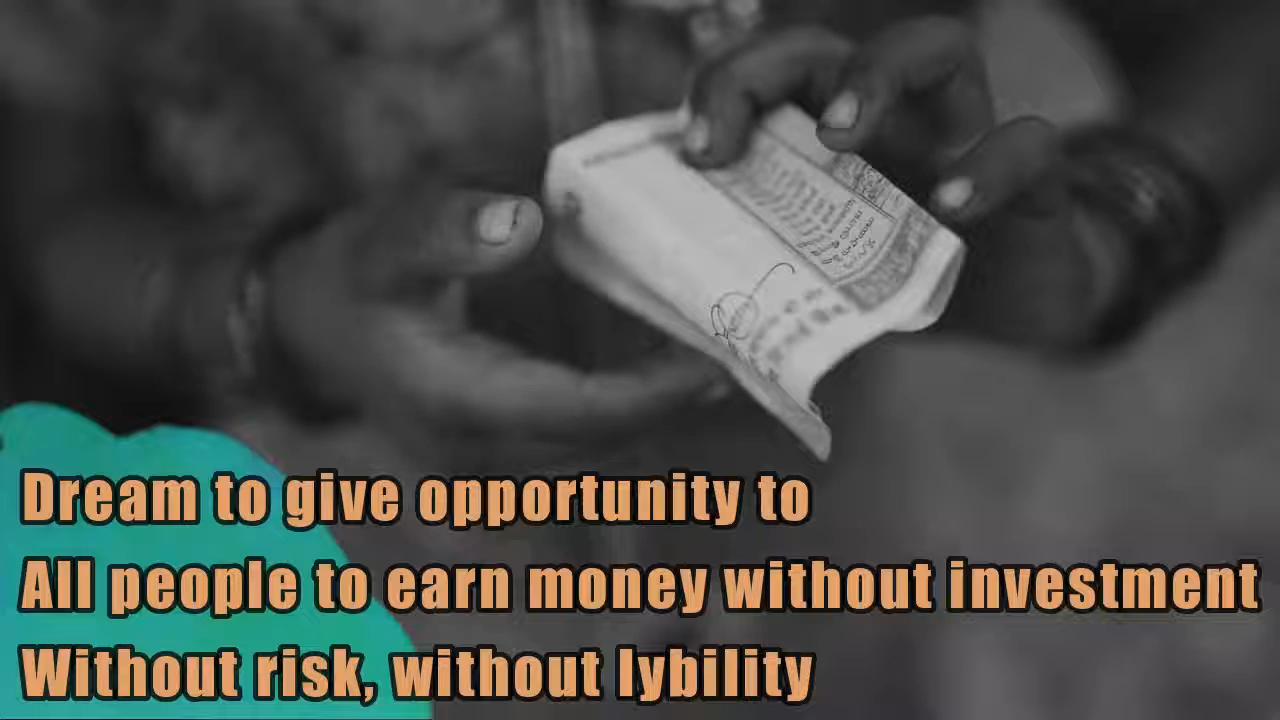 Dream to give opportunity to
All people to earn money without investment
Without risk, without lybility